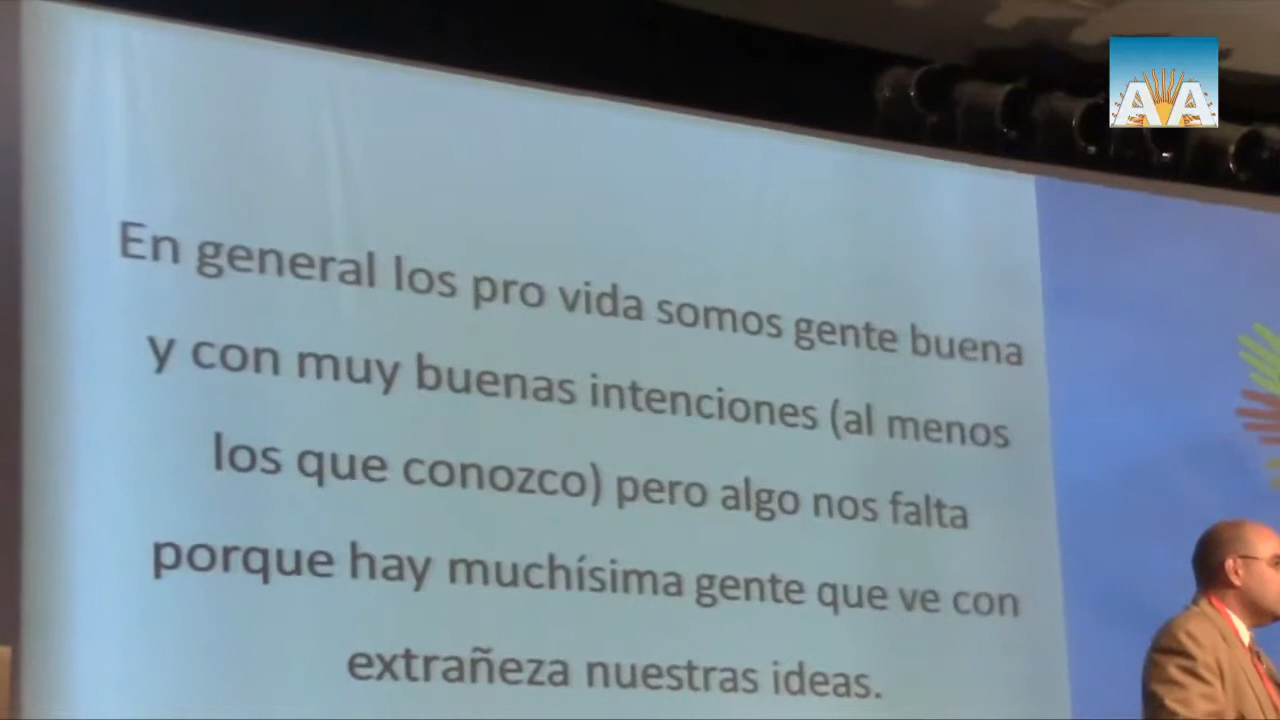 AA
En general los pro vida somos gente buena
y con muy buenas intenciones (al menos
los que conozco) pero algo nos falta
porque hay muchísima gente que ve con
extrañeza nuestras ideas.